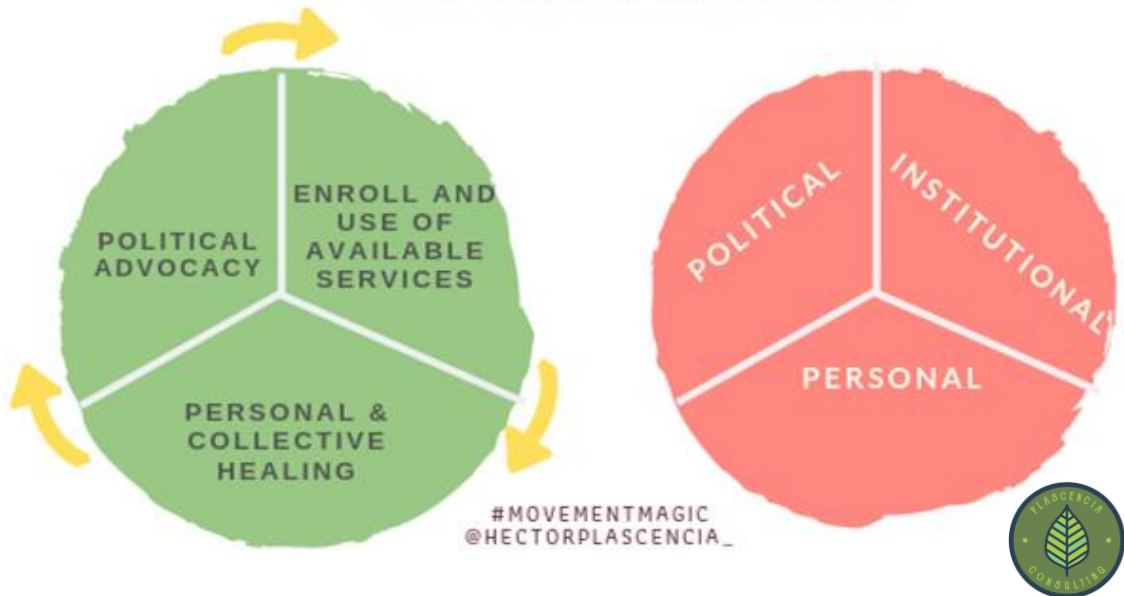 POLITICAL
ADVOCACY
ENROLL AND
USE OF
AVAILABLE
SERVICES
PERSONAL &
COLLECTIVE
HEALING
POLITICAL
INSTITUTIONAL
PERSONAL
#MOVEMENTMAGIC
@HECTORPLASCENCIA_
PLASCENCIA
CONSULTING